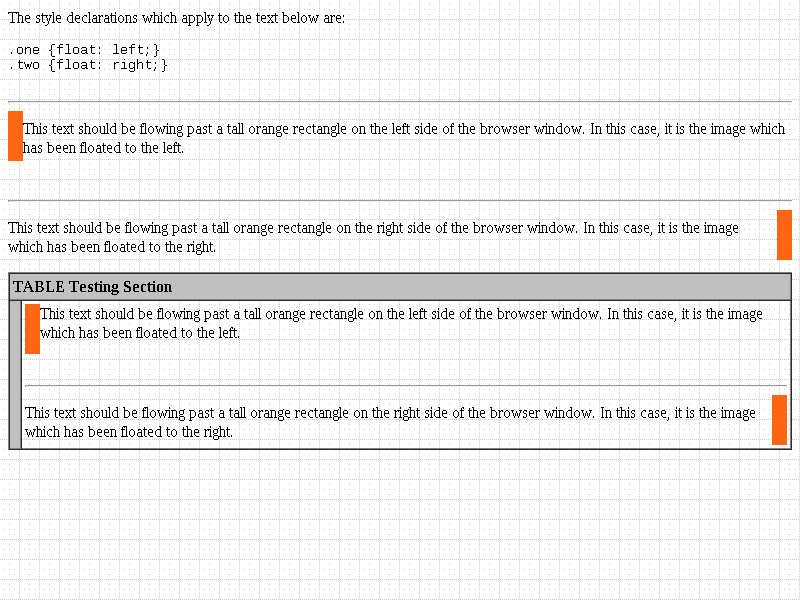 The style declarations which apply to the text below are:
.one {float: left;}
.two {float: right;}
This text should be flowing past a tall orange rectangle on the left side of the browser window. In this case, it is the image which
has been floated to the left.
This text should be flowing past a tall orange rectangle on the right side of the browser window. In this case, it is the image
which has been floated to the right.
TABLE Testing Section
This text should be flowing past a tall orange rectangle on the left side of the browser window. In this case, it is the image
which has been floated to the left.
This text should be flowing past a tall orange rectangle on the right side of the browser window. In this case, it is the image
which has been floated to the right.